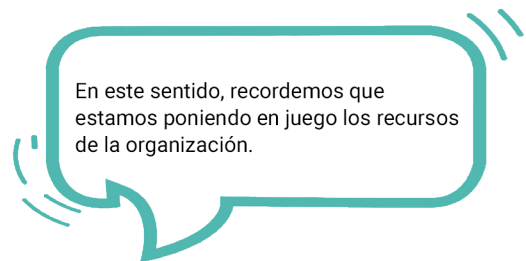 En este sentido, recordemos que
estamos poniendo en juego los recursos
de la organización.